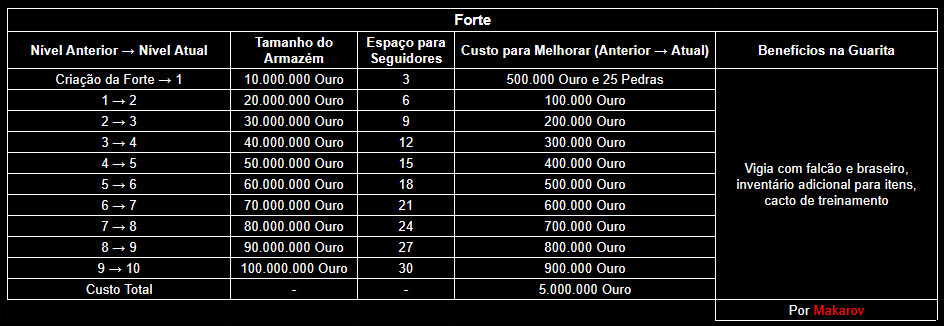 Forte
Nível Anterior → Nível Atual
Tamanho do
Armazém
Espaço para
Seguidores
Custo para Melhorar (Anterior → Atual)
Benefícios na Guarita
Criação da Forte → 1 10.000.000 Ouro 3 500.000 Ouro e 25 Pedras
1 → 2 20.000.000 Ouro 6 100.000 Ouro
2 → 3 30.000.000 Ouro 9 200.000 Ouro
3 → 4 40.000.000 Ouro 12 300.000 Ouro
4 → 5 50.000.000 Ouro 15 400.000 Ouro
5 → 6 60.000.000 Ouro 18 500.000 Ouro
6 → 7 70.000.000 Ouro 21 600.000 Ouro
7 → 8 80.000.000 Ouro 24 700.000 Ouro
8 → 9 90.000.000 Ouro 27 800.000 Ouro
9 → 10 100.000.000 Ouro 30 900.000 Ouro
Custo Total - - 5.000.000 Ouro
Vigia com falcão e braseiro,
inventário adicional para itens,
cacto de treinamento
Por Makarov